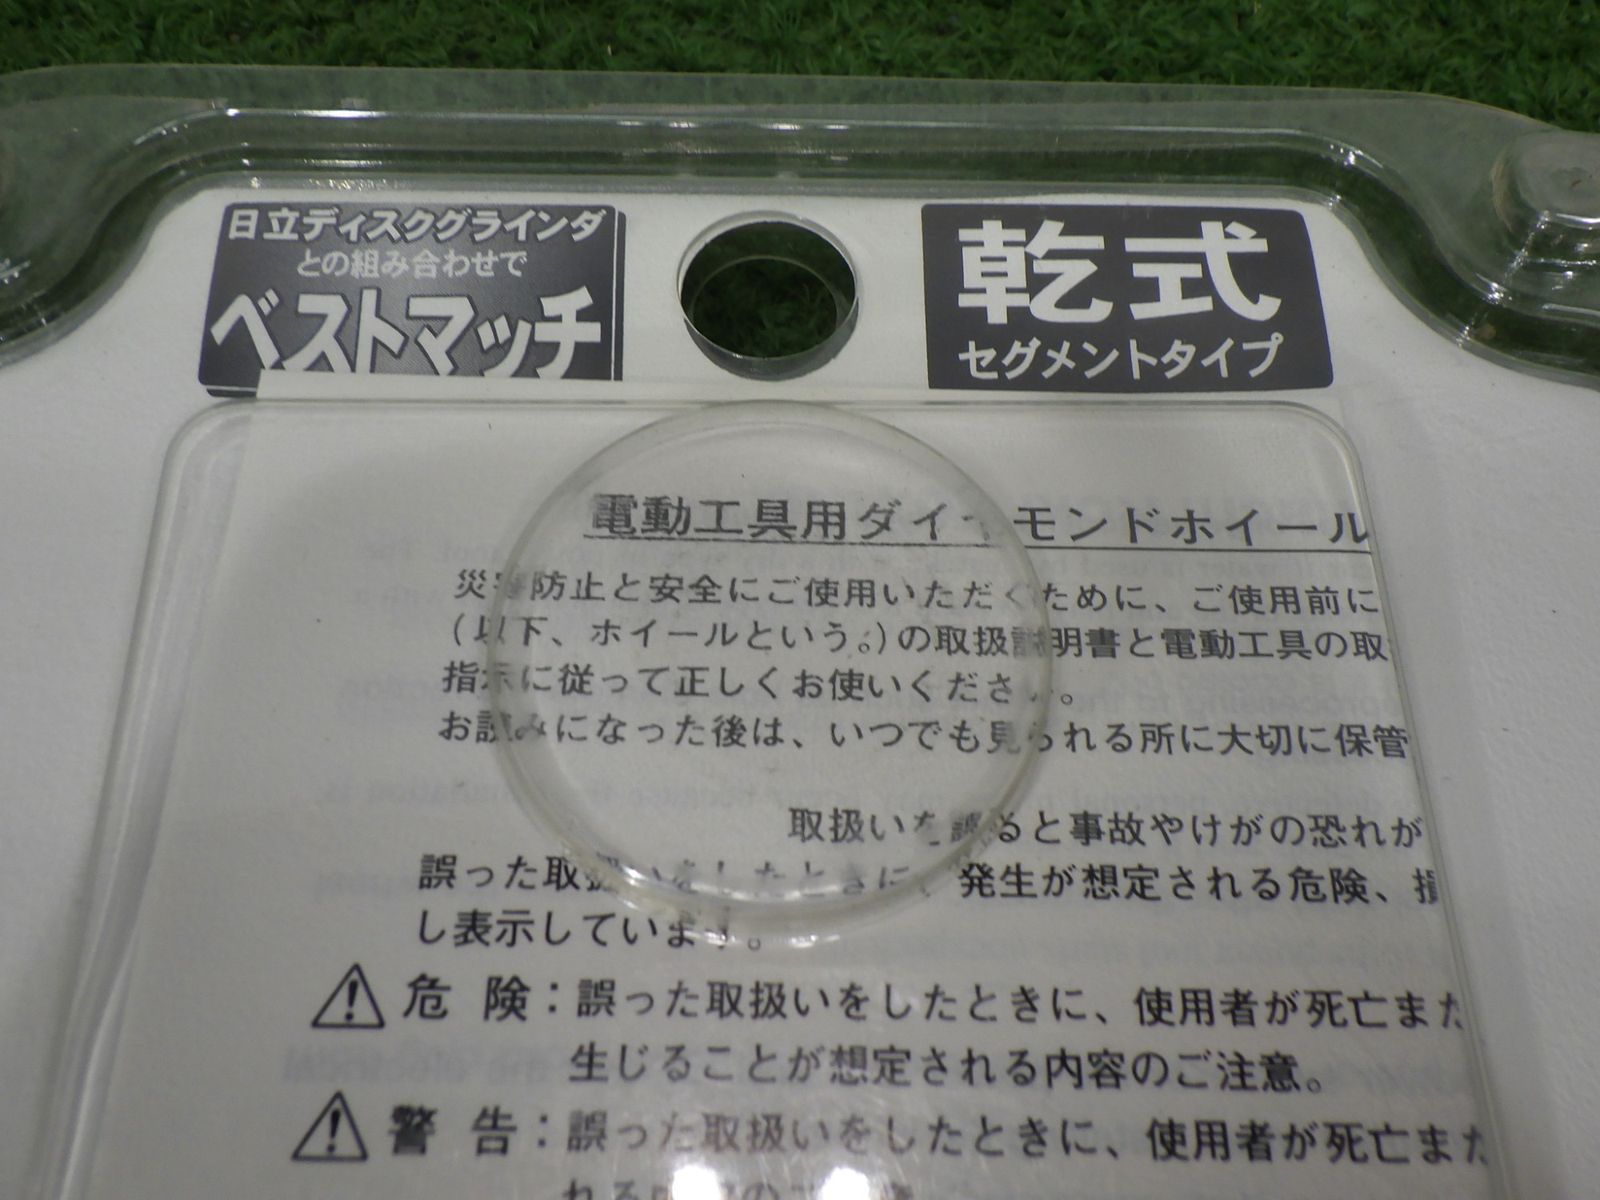 日立ディスクグラインダ
との組み合わせで
ベストマッチ
乾式
セグメントタイプ
電動工具用ダイヤモンドホイール
災害防止と安全にご使用いただくために、ご使用前に
(以下、ホイールという。)の取扱説明書と電動工具の取
指示に従って正しくお使いください。
お読みになった後は、いつでも見られる所に大切に保管
取扱いを誤ると事故やけがの恐れが
誤った取扱いをしたときに、発生が想定される危険、損
し表示しています。
⚠危 険：誤った取扱いをしたときに、使用者が死亡また
生じることが想定される内容のご注意。
⚠警 告：誤った取扱いをしたときに、使用者が死亡また